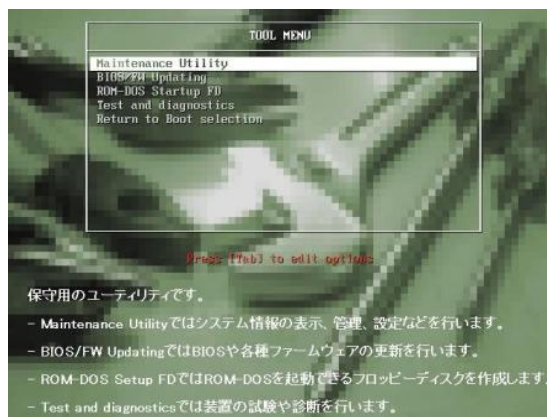 TOOL MENU
Maintenance Utility
BIOS/FW Updating
ROM-DOS Startup FD
Test and diagnostics
Return to Boot selection
Press [Tab] to edit options
保守用のユーティリティです。
- Maintenance Utilityではシステム情報の表示、管理、設定などを行います。
- BIOS/FW UpdatingではBIOSや各種ファームウェアの更新を行います。
- ROM-DOS Setup FDではROM-DOSを起動できるフロッピーディスクを作成します.
- Test and diagnosticsでは装置の試験や診断を行います。